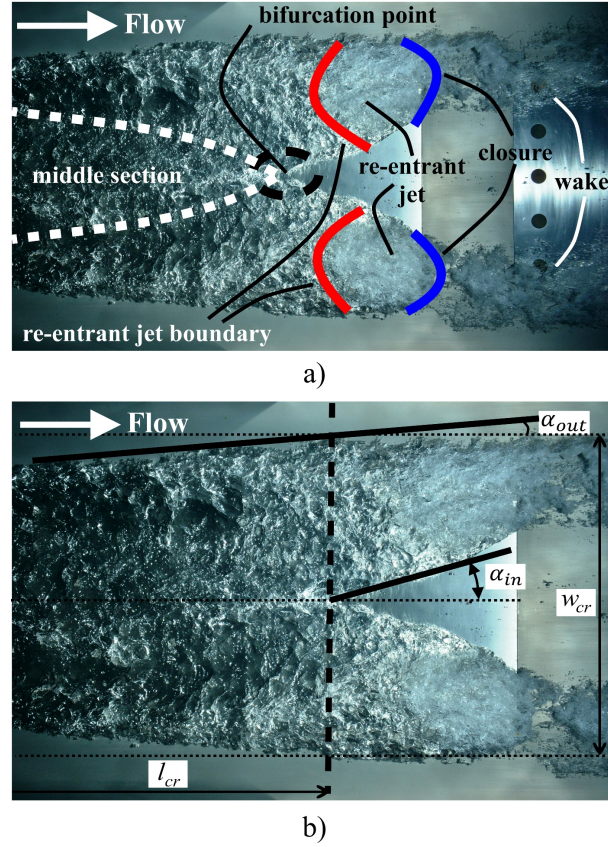 Flow
bifurcation point
middle section
re-entrant
jet
closure
wake
re-entrant jet boundary
a)
Flow
α_out
α_in
w_cr
l_cr
b)